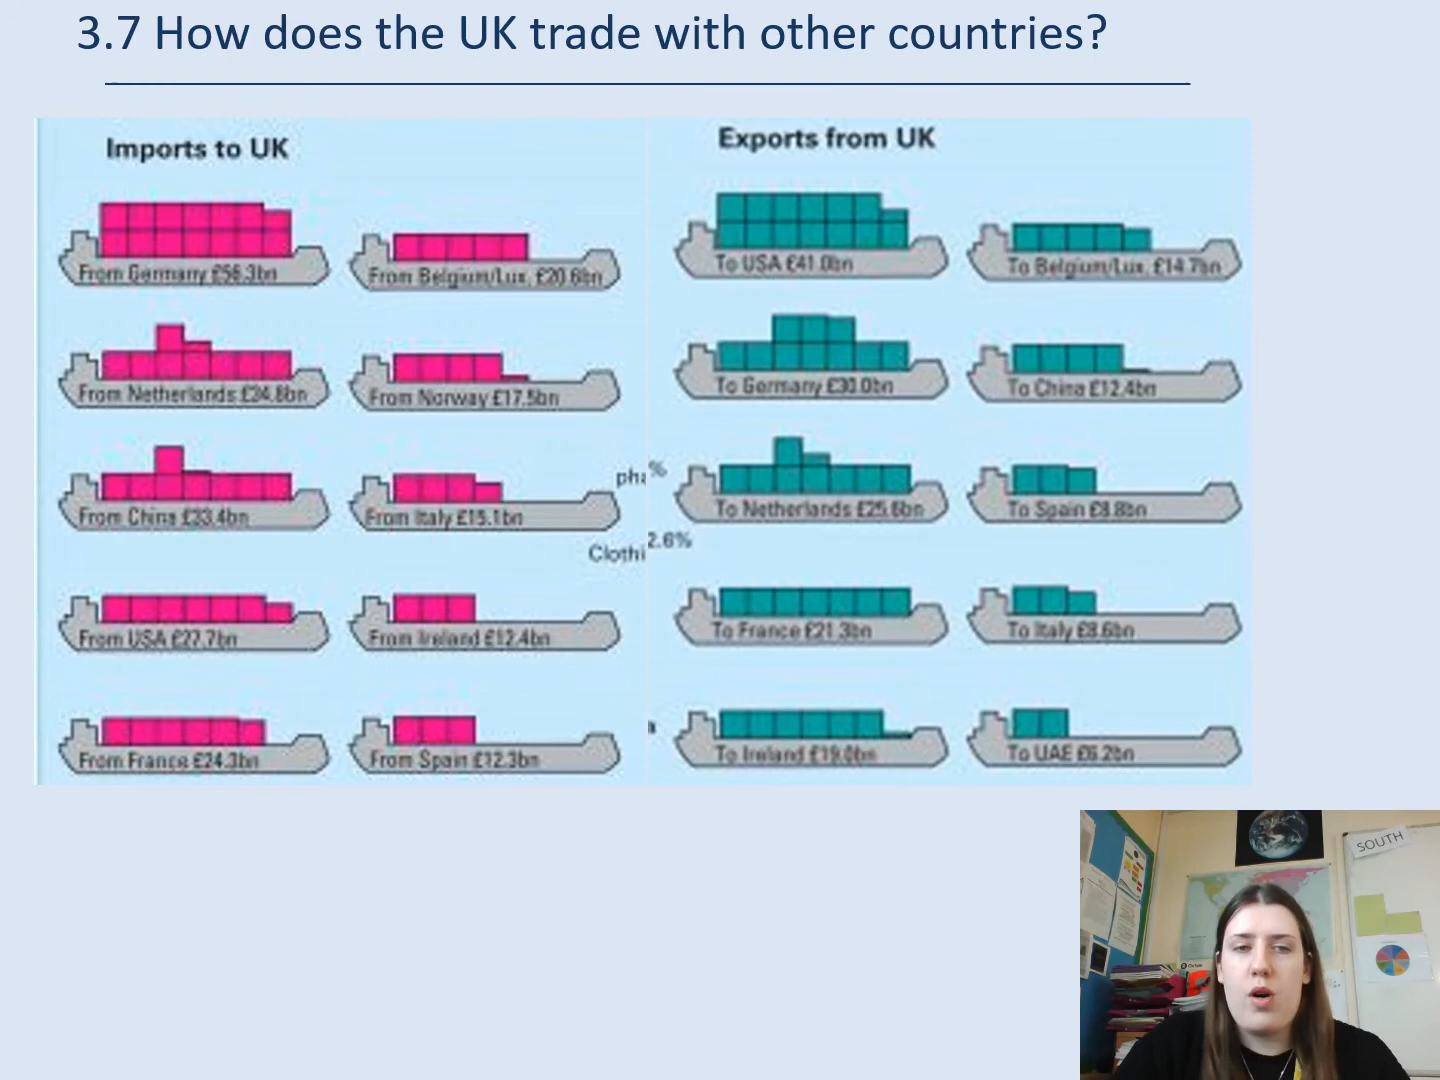 3.7 How does the UK trade with other countries?
Imports to UK
From Germany £56.3bn
From Belgium/Lux. £20.6bn
From Netherlands £34.8bn
From Norway £17.5bn
From China £33.4bn
From Italy £15.1bn
From USA £27.7bn
From Ireland £12.4bn
From France £24.3bn
From Spain £12.3bn
pha
Clothi
%
2.6%
Exports from UK
To USA £41.0bn
To Belgium/Lux. £14.7bn
To Germany £30.0bn
To China £12.4bn
To Netherlands £25.6bn
To Spain £8.8bn
To France £21.3bn
To Italy £8.6bn
To Ireland £19.0bn
To UAE £6.2bn
SOUTH